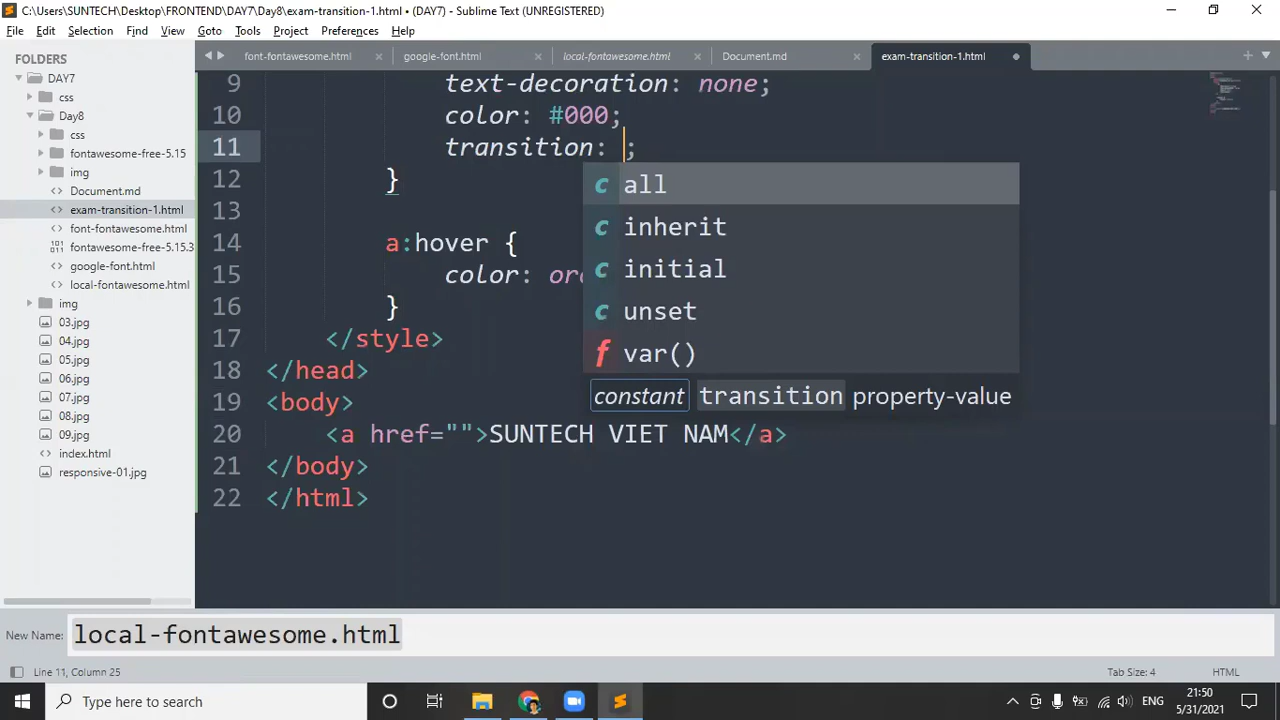 C:\Users\SUNTECH\Desktop\FRONTEND\DAY7\Day8\exam-transition-1.html • (DAY7) - Sublime Text (UNREGISTERED)
File Edit Selection Find View Goto Tools Project Preferences Help
FOLDERS
DAY7
css
Day8
css
fontawesome-free-5.15
img
Document.md
exam-transition-1.html
font-fontawesome.html
fontawesome-free-5.15.3
google-font.html
local-fontawesome.html
img
03.jpg
04.jpg
05.jpg
06.jpg
07.jpg
08.jpg
09.jpg
index.html
responsive-01.jpg
font-fontawesome.html google-font.html local-fontawesome.html Document.md exam-transition-1.html
9 text-decoration: none;
10 color: #000;
11 transition: ;
12 }
13
14 a:hover {
15 color: or
16 }
17 </style>
18 </head>
19 <body>
20 <a href="">SUNTECH VIET NAM</a>
21 </body>
22 </html>
c all
c inherit
c initial
c unset
f var()
constant transition property-value
New Name: local-fontawesome.html
Line 11, Column 25 Tab Size: 4 HTML
Type here to search
ENG
21:50
5/31/2021